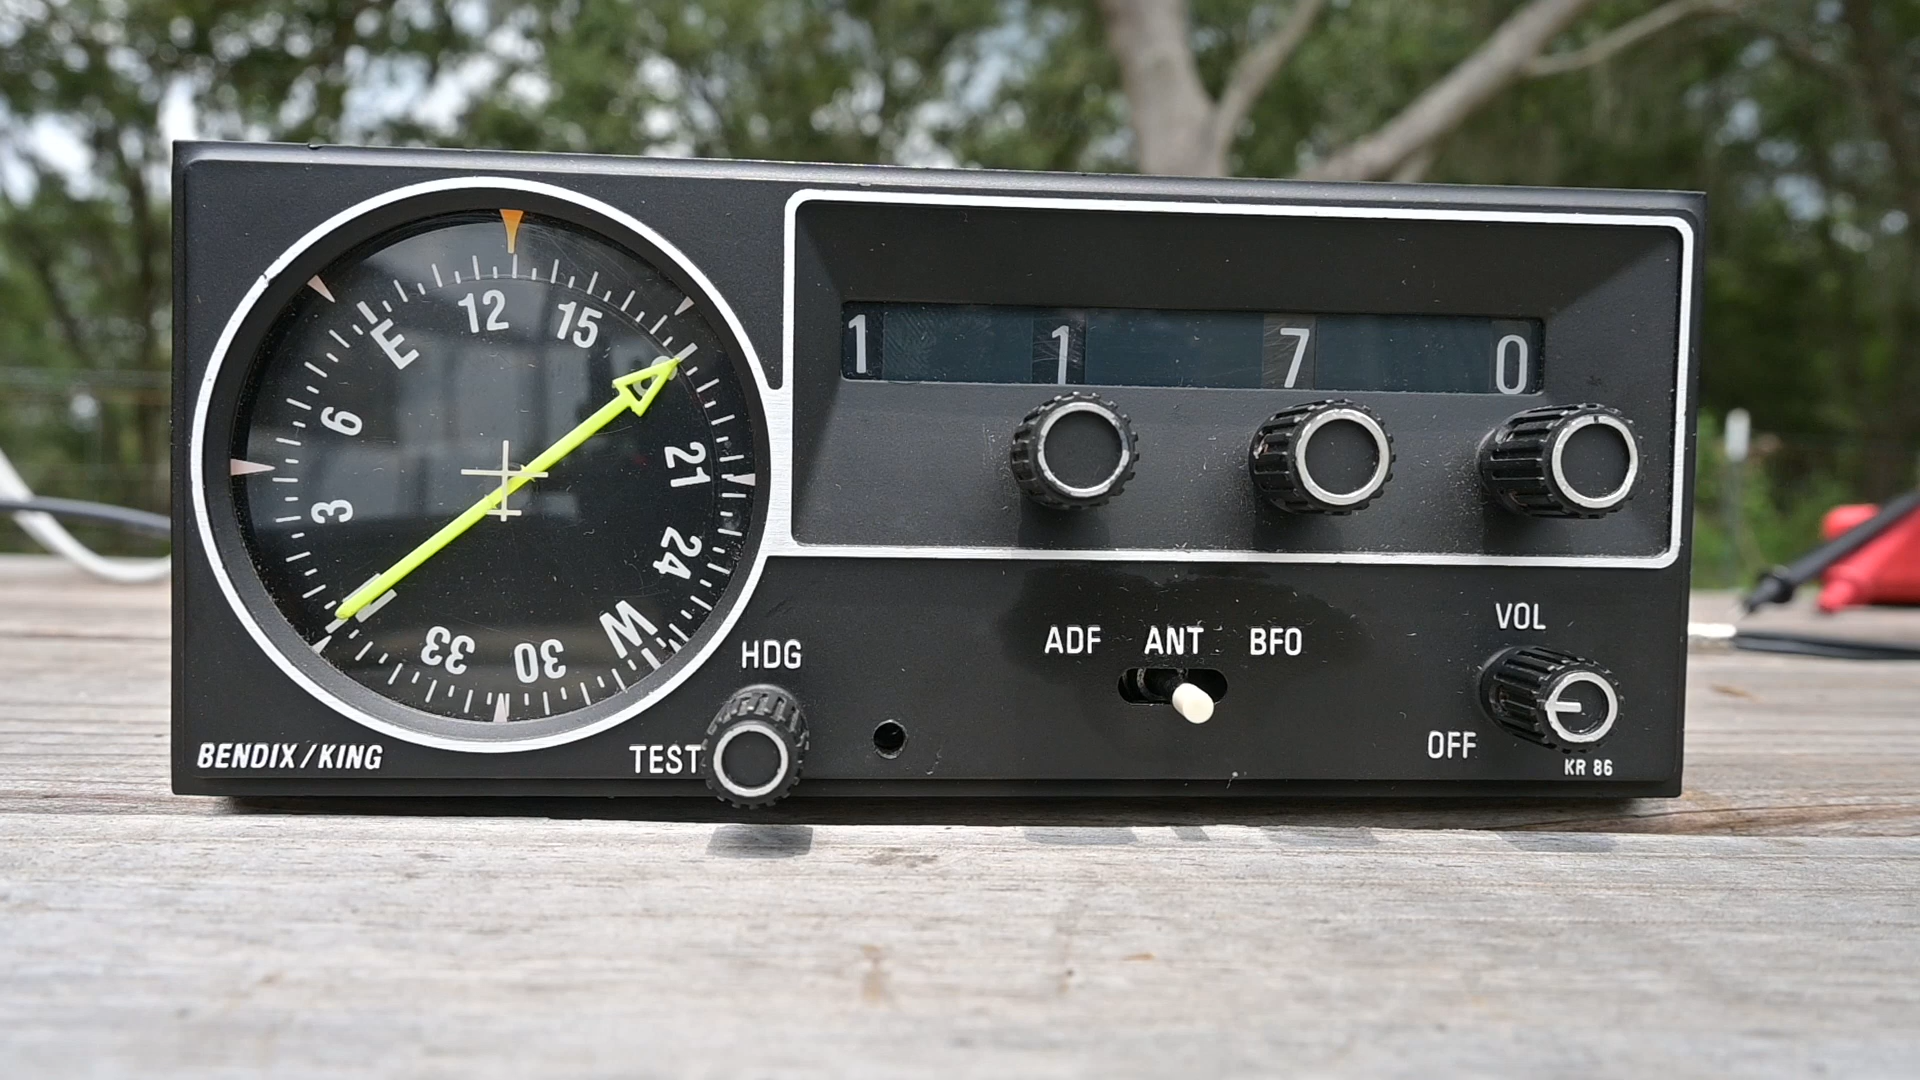 12
15
E
6
3
21
24
W
30
33
1 1 7 0
HDG
TEST
BENDIX/KING
ADF ANT BFO
VOL
OFF
KR 86